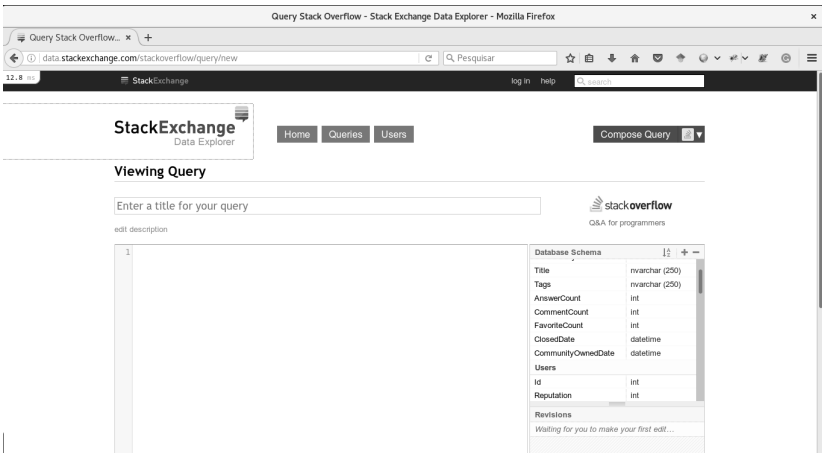 Query Stack Overflow - Stack Exchange Data Explorer - Mozilla Firefox
Query Stack Overflow...
data.stackexchange.com/stackoverflow/query/new
Pesquisar
12.8 ms
StackExchange
log in help search
StackExchange
Data Explorer
Home Queries Users
Compose Query
Viewing Query
Enter a title for your query
stackoverflow
Q&A for programmers
edit description
1
Database Schema
Title nvarchar (250)
Tags nvarchar (250)
AnswerCount int
CommentCount int
FavoriteCount int
ClosedDate datetime
CommunityOwnedDate datetime
Users
Id int
Reputation int
Revisions
Waiting for you to make your first edit...